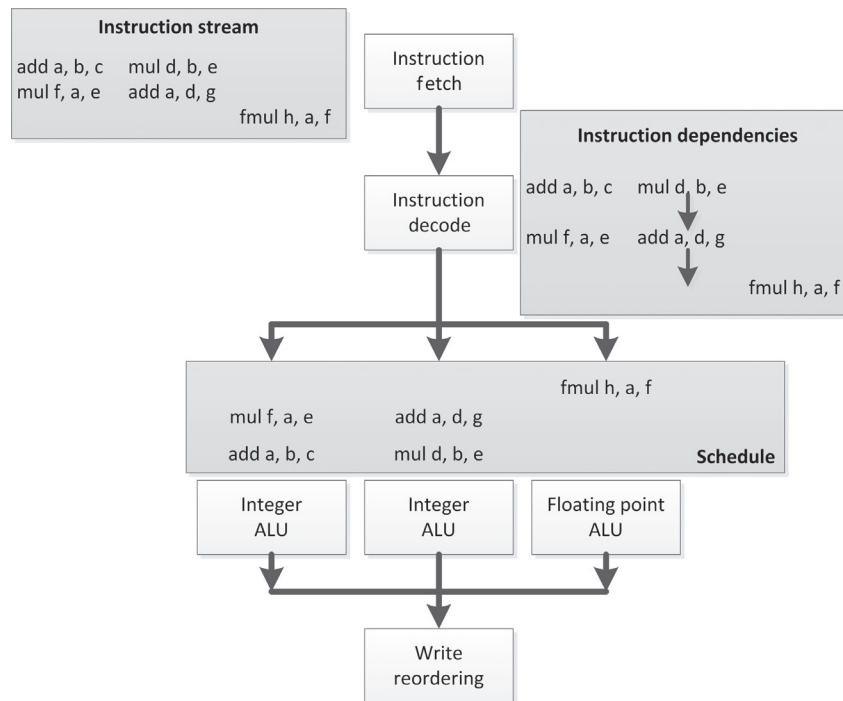 Instruction stream
add a, b, c mul d, b, e
mul f, a, e add a, d, g
fmul h, a, f
Instruction
fetch
Instruction dependencies
add a, b, c mul d, b, e
mul f, a, e add a, d, g
fmul h, a, f
Instruction
decode
fmul h, a, f
mul f, a, e add a, d, g
add a, b, c mul d, b, e Schedule
Integer
ALU
Integer
ALU
Floating point
ALU
Write
reordering